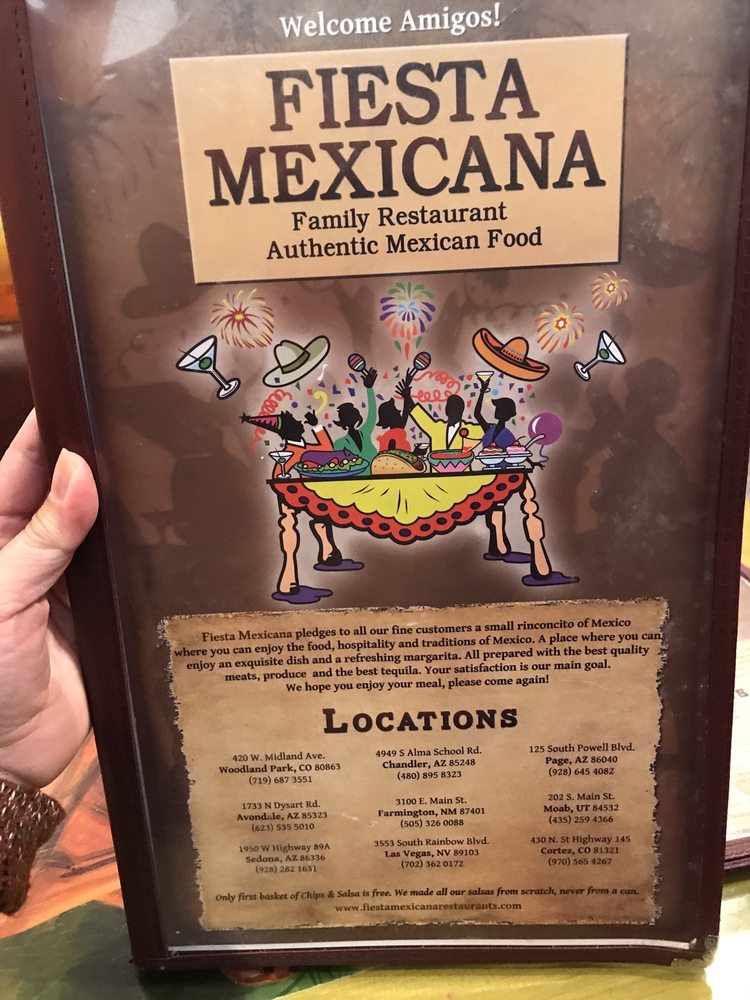 Welcome Amigos!
FIESTA
MEXICANA
Family Restaurant
Authentic Mexican Food
Fiesta Mexicana pledges to all our fine customers a small rinconcito of Mexico
where you can enjoy the food, hospitality and traditions of Mexico. A place where you can
enjoy an exquisite dish and a refreshing margarita. All prepared with the best quality
meats, produce and the best tequila. Your satisfaction is our main goal.
We hope you enjoy your meal, please come again!
LOCATIONS
420 W. Midland Ave.
Woodland Park, CO 80863
(719) 687 3551
4949 S Alma School Rd.
Chandler, AZ 85248
(480) 895 8323
125 South Powell Blvd.
Page, AZ 86040
(928) 645 4082
1733 N Dysart Rd.
Avondale, AZ 85323
(623) 535 5010
3100 E. Main St.
Farmington, NM 87401
(505) 326 0088
202 S. Main St.
Moab, UT 84532
(435) 259 4366
1950 W Highway 89A
Sedona, AZ 86336
(928) 282 1631
3553 South Rainbow Blvd.
Las Vegas, NV 89103
(702) 362 0172
430 N. St Highway 145
Cortez, CO 81321
(970) 565 4267
Only first basket of Chips & Salsa is free. We made all our salsas from scratch, never from a can.
www.fiestamexicanarestaurants.com